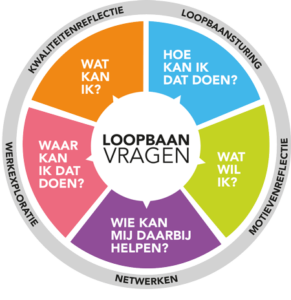 KWALITEITENREFLECTIE
LOOPBAANSTURING
WAT
KAN
IK?
HOE
KAN IK
DAT DOEN?
LOOPBAAN
VRAGEN
WAAR
KAN
IK DAT
DOEN?
WAT
WIL
IK?
WIE KAN
MIJ DAARBIJ
HELPEN?
WERKEXPLORATIE
MOTIEVENREFLECTIE
NETWERKEN